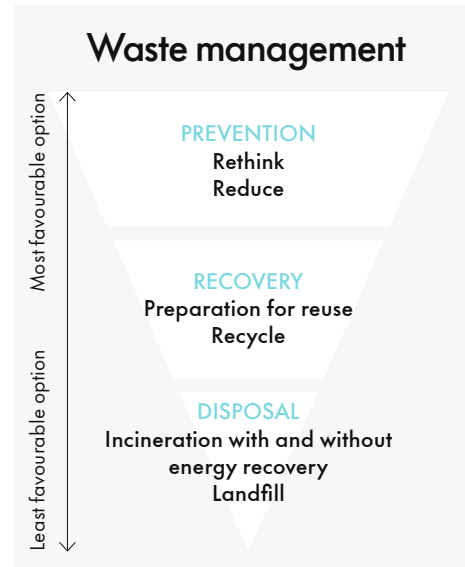 Waste management
Most favourable option
PREVENTION
Rethink
Reduce
RECOVERY
Preparation for reuse
Recycle
Least favourable option
DISPOSAL
Incineration with and without
energy recovery
Landfill